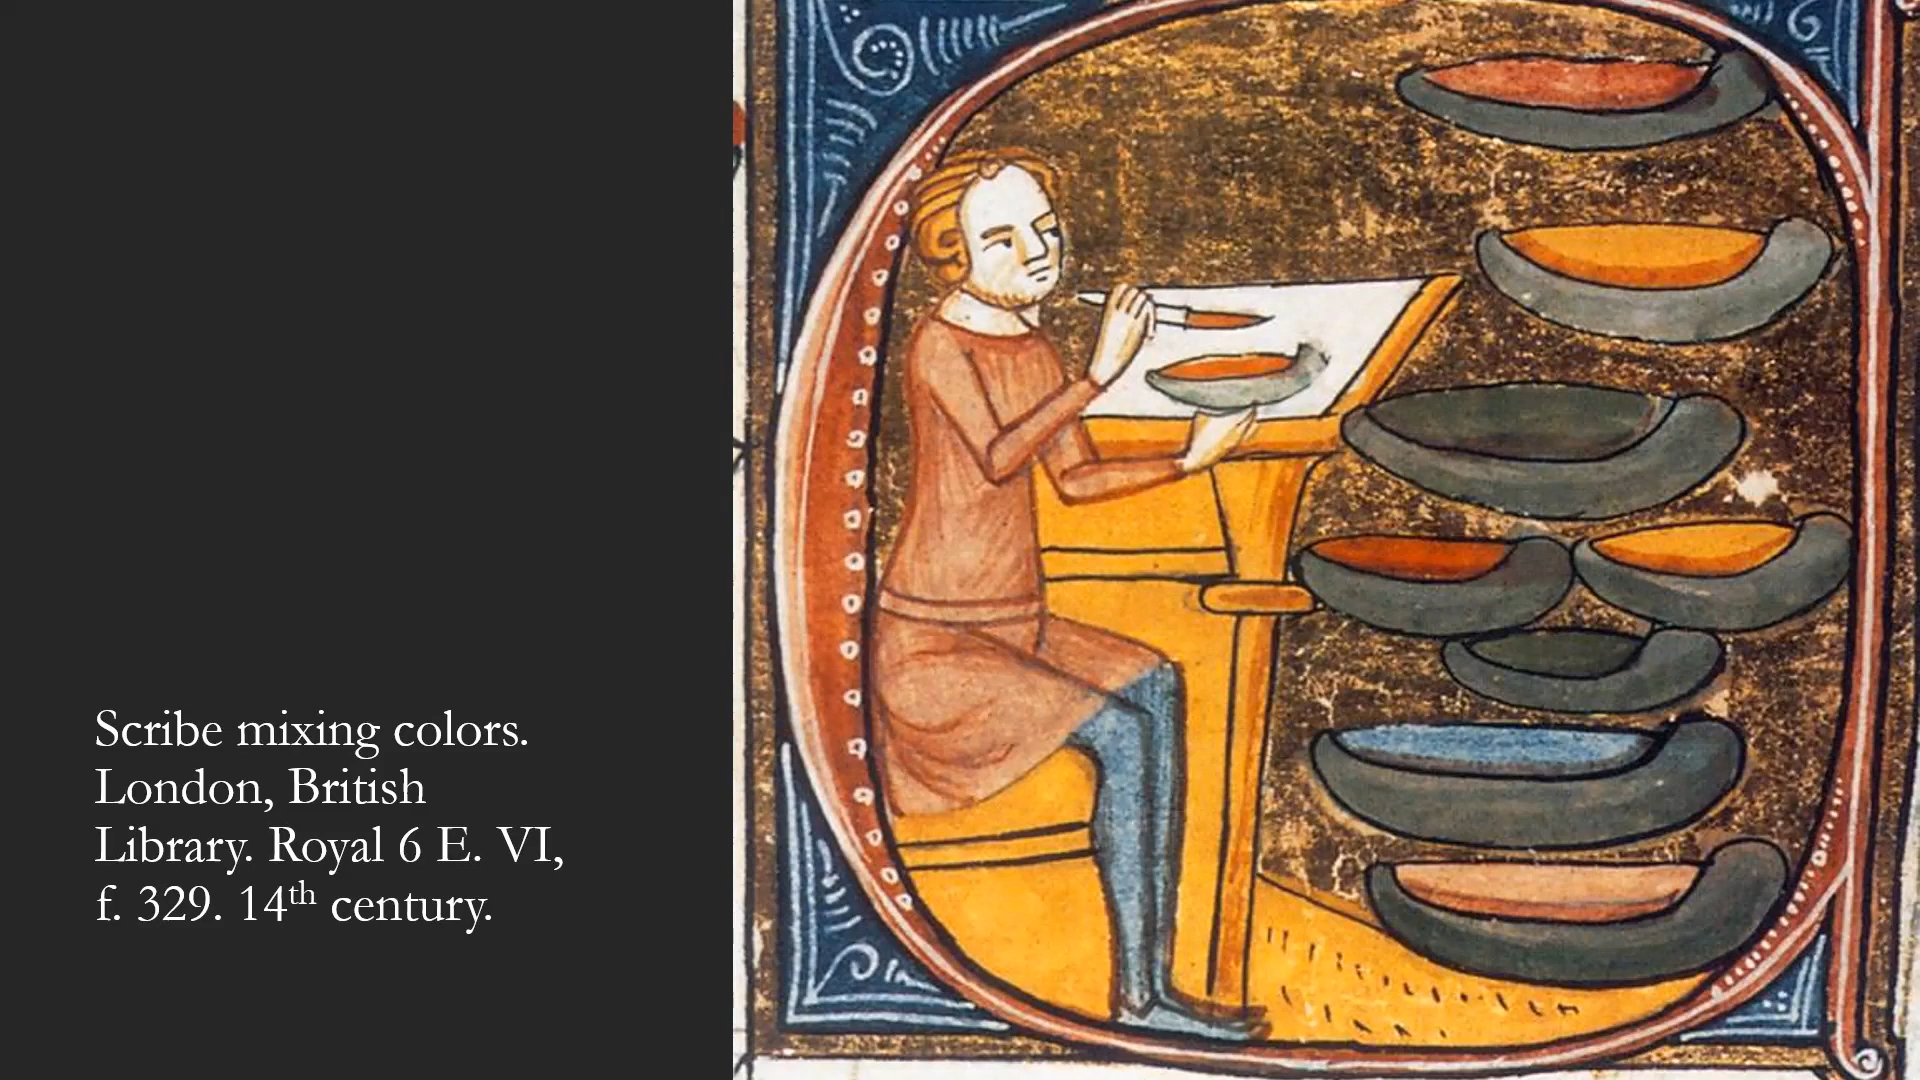 Scribe mixing colors.
London, British
Library. Royal 6 E. VI,
f. 329. 14th century.